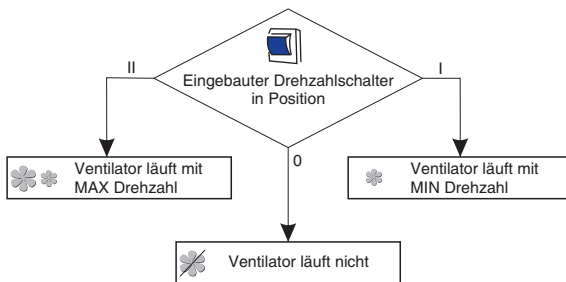 Eingebauter Drehzahlschalter
in Position
II
I
0
Ventilator läuft mit
MAX Drehzahl
Ventilator läuft mit
MIN Drehzahl
Ventilator läuft nicht